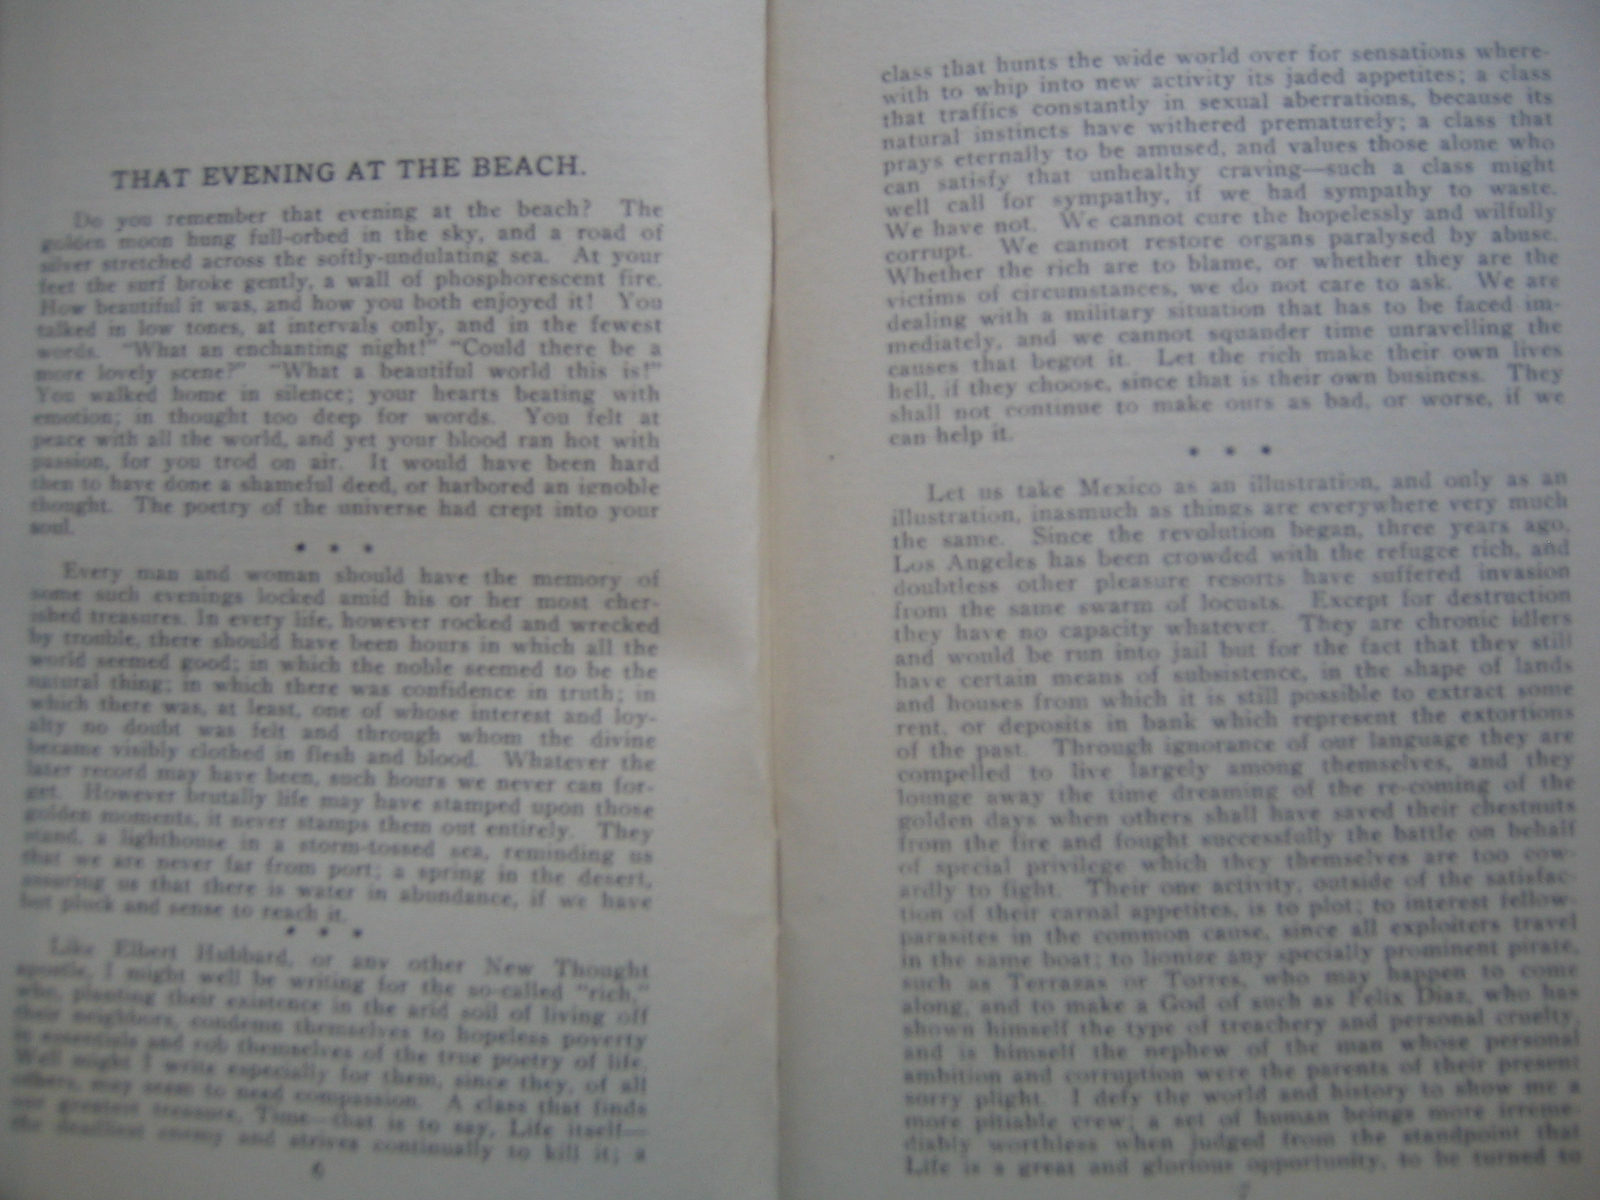 THAT EVENING AT THE BEACH.
Do you remember that evening at the beach? The
golden moon hung full-orbed in the sky, and a road of
silver stretched across the softly-undulating sea. At your
feet the surf broke gently, a wall of phosphorescent fire.
How beautiful it was, and how you both enjoyed it! You
talked in low tones, at intervals only, and in the fewest
words. "What an enchanting night!" "Could there be a
more lovely scene?" "What a beautiful world this is!"
You walked home in silence; your hearts beating with
emotion; in thought too deep for words. You felt at
peace with all the world, and yet your blood ran hot with
passion, for you trod on air. It would have been hard
then to have done a shameful deed, or harbored an ignoble
thought. The poetry of the universe had crept into your
soul.
* * *
Every man and woman should have the memory of
some such evenings locked amid his or her most cher-
ished treasures. In every life, however rocked and wrecked
by trouble, there should have been hours in which all the
world seemed good; in which the noble seemed to be the
natural thing; in which there was confidence in truth; in
which there was, at least, one of whose interest and loy-
alty no doubt was felt and through whom the divine
became visibly clothed in flesh and blood. Whatever the
later record may have been, such hours we never can for-
get. However brutally life may have stamped upon those
golden moments, it never stamps them out entirely. They
stand, a lighthouse in a storm-tossed sea, reminding us
that we are never far from port; a spring in the desert,
assuring us that there is water in abundance, if we have
but pluck and sense to reach it.
* * *
Like Elbert Hubbard, or any other New Thought
apostle, I might well be writing for the so-called "rich,"
who, planting their existence in the arid soil of living off
their neighbors, condemn themselves to hopeless poverty
in essentials and rob themselves of the true poetry of life.
Well might I write especially for them, since they, of all
others, may seem to need compassion. A class that finds
our greatest treasure, Time—that is to say, Life itself—
the deadliest enemy and strives continually to kill it; a
6
class that hunts the wide world over for sensations where-
with to whip into new activity its jaded appetites; a class
that traffics constantly in sexual aberrations, because its
natural instincts have withered prematurely; a class that
prays eternally to be amused, and values those alone who
can satisfy that unhealthy craving—such a class might
well call for sympathy, if we had sympathy to waste.
We have not. We cannot cure the hopelessly and wilfully
corrupt. We cannot restore organs paralysed by abuse.
Whether the rich are to blame, or whether they are the
victims of circumstances, we do not care to ask. We are
dealing with a military situation that has to be faced im-
mediately, and we cannot squander time unravelling the
causes that begot it. Let the rich make their own lives
hell, if they choose, since that is their own business. They
shall not continue to make ours as bad, or worse, if we
can help it.
* * *
Let us take Mexico as an illustration, and only as an
illustration, inasmuch as things are everywhere very much
the same. Since the revolution began, three years ago,
Los Angeles has been crowded with the refugee rich, and
doubtless other pleasure resorts have suffered invasion
from the same swarm of locusts. Except for destruction
they have no capacity whatever. They are chronic idlers
and would be run into jail but for the fact that they still
have certain means of subsistence, in the shape of lands
and houses from which it is still possible to extract some
rent, or deposits in bank which represent the extortions
of the past. Through ignorance of our language they are
compelled to live largely among themselves, and they
lounge away the time dreaming of the re-coming of the
golden days when others shall have saved their chestnuts
from the fire and fought successfully the battle on behalf
of special privilege which they themselves are too cow-
ardly to fight. Their one activity, outside of the satisfac-
tion of their carnal appetites, is to plot; to interest fellow-
parasites in the common cause, since all exploiters travel
in the same boat; to lionise any specially prominent pirate,
such as Terrazas or Torres, who may happen to come
along, and to make a God of such as Felix Diaz, who has
shown himself the type of treachery and personal cruelty,
and is himself the nephew of the man whose personal
ambition and corruption were the parents of their present
sorry plight. I defy the world and history to show me a
more pitiable crew; a set of human beings more irreme-
diably worthless when judged from the standpoint that
Life is a great and glorious opportunity, to be turned to